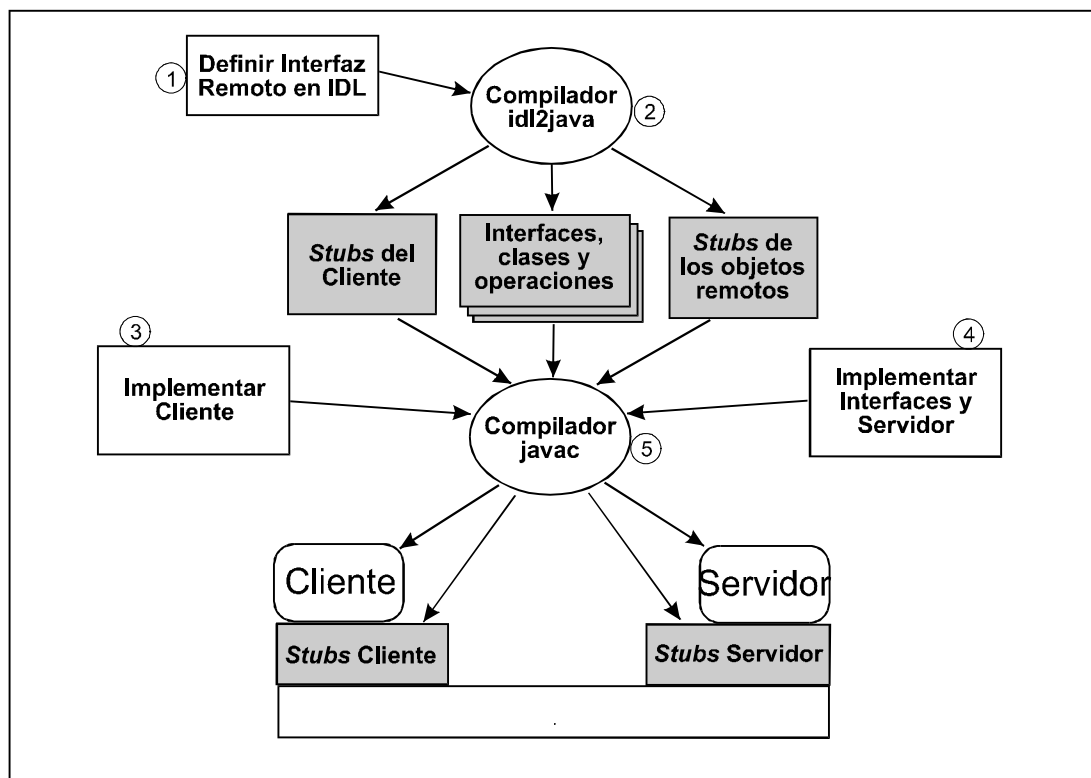 1
Definir Interfaz
Remoto en IDL
Compilador
idl2java
2
Stubs del
Cliente
Interfaces,
clases y
operaciones
Stubs de
los objetos
remotos
3
Implementar
Cliente
4
Implementar
Interfaces y
Servidor
Compilador
javac
5
Cliente
Servidor
Stubs Cliente
Stubs Servidor
.